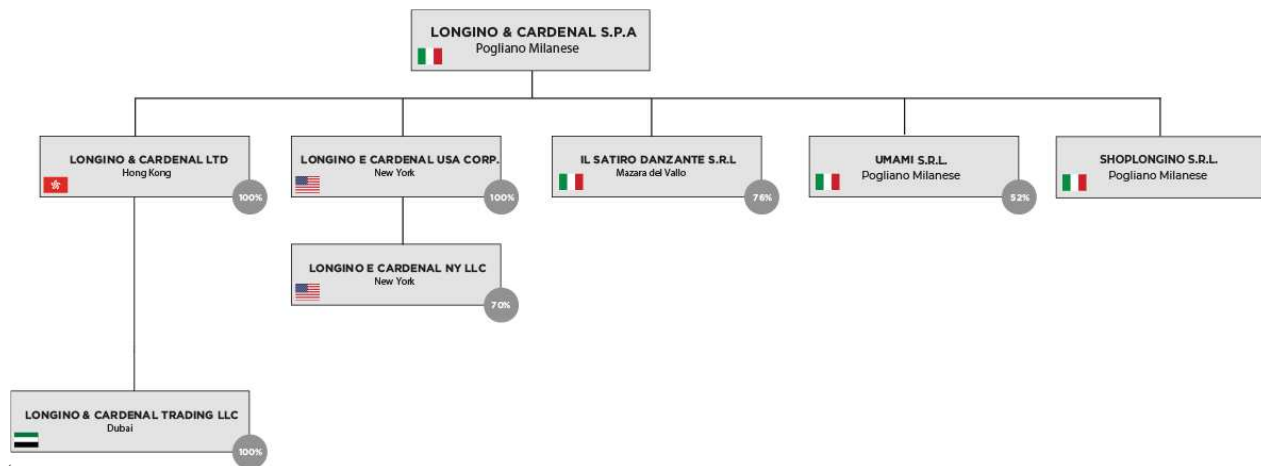 LONGINO & CARDENAL S.P.A
Pogliano Milanese
LONGINO & CARDENAL LTD
Hong Kong
100%
LONGINO E CARDENAL USA CORP.
New York
100%
IL SATIRO DANZANTE S.R.L
Mazara del Vallo
76%
UMAMI S.R.L.
Pogliano Milanese
52%
SHOPLONGINO S.R.L.
Pogliano Milanese
LONGINO E CARDENAL NY LLC
New York
70%
LONGINO & CARDENAL TRADING LLC
Dubai
100%